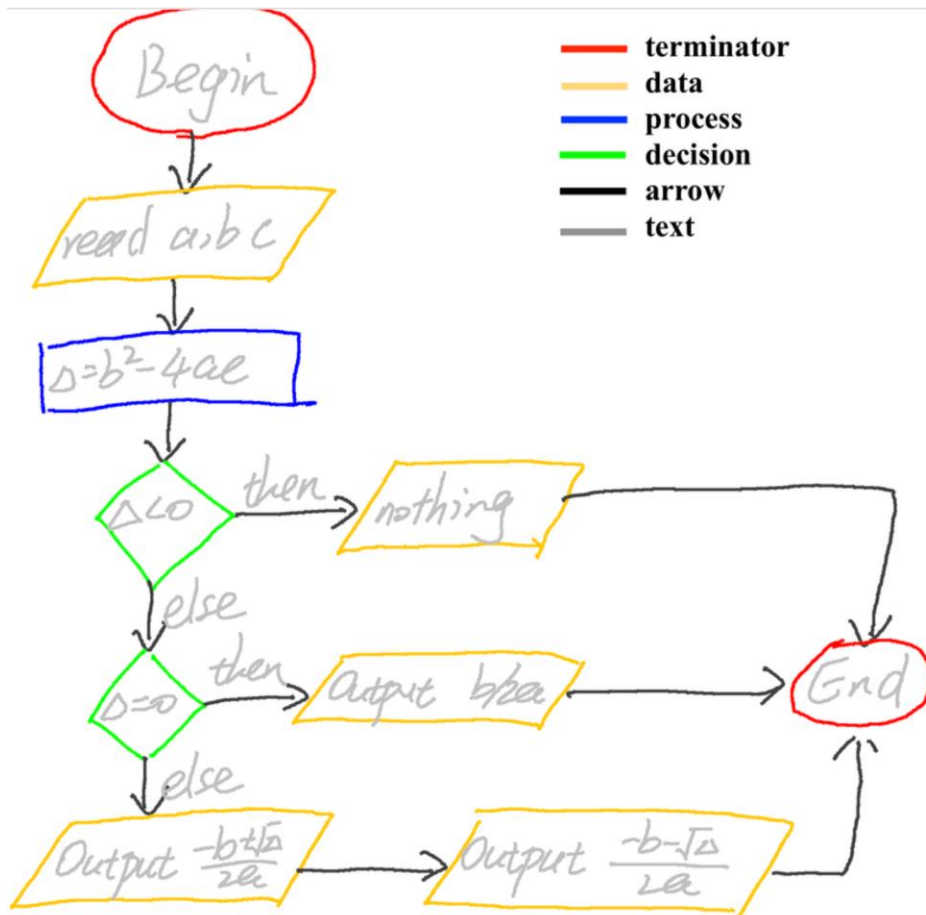 Begin
terminator
data
process
decision
arrow
text
read a,b c
Δ=b²-4ac
Δ<0
then
nothing
else
Δ=0
then
Output b/2a
End
else
Output -b+√Δ/2a
Output -b-√Δ/2a